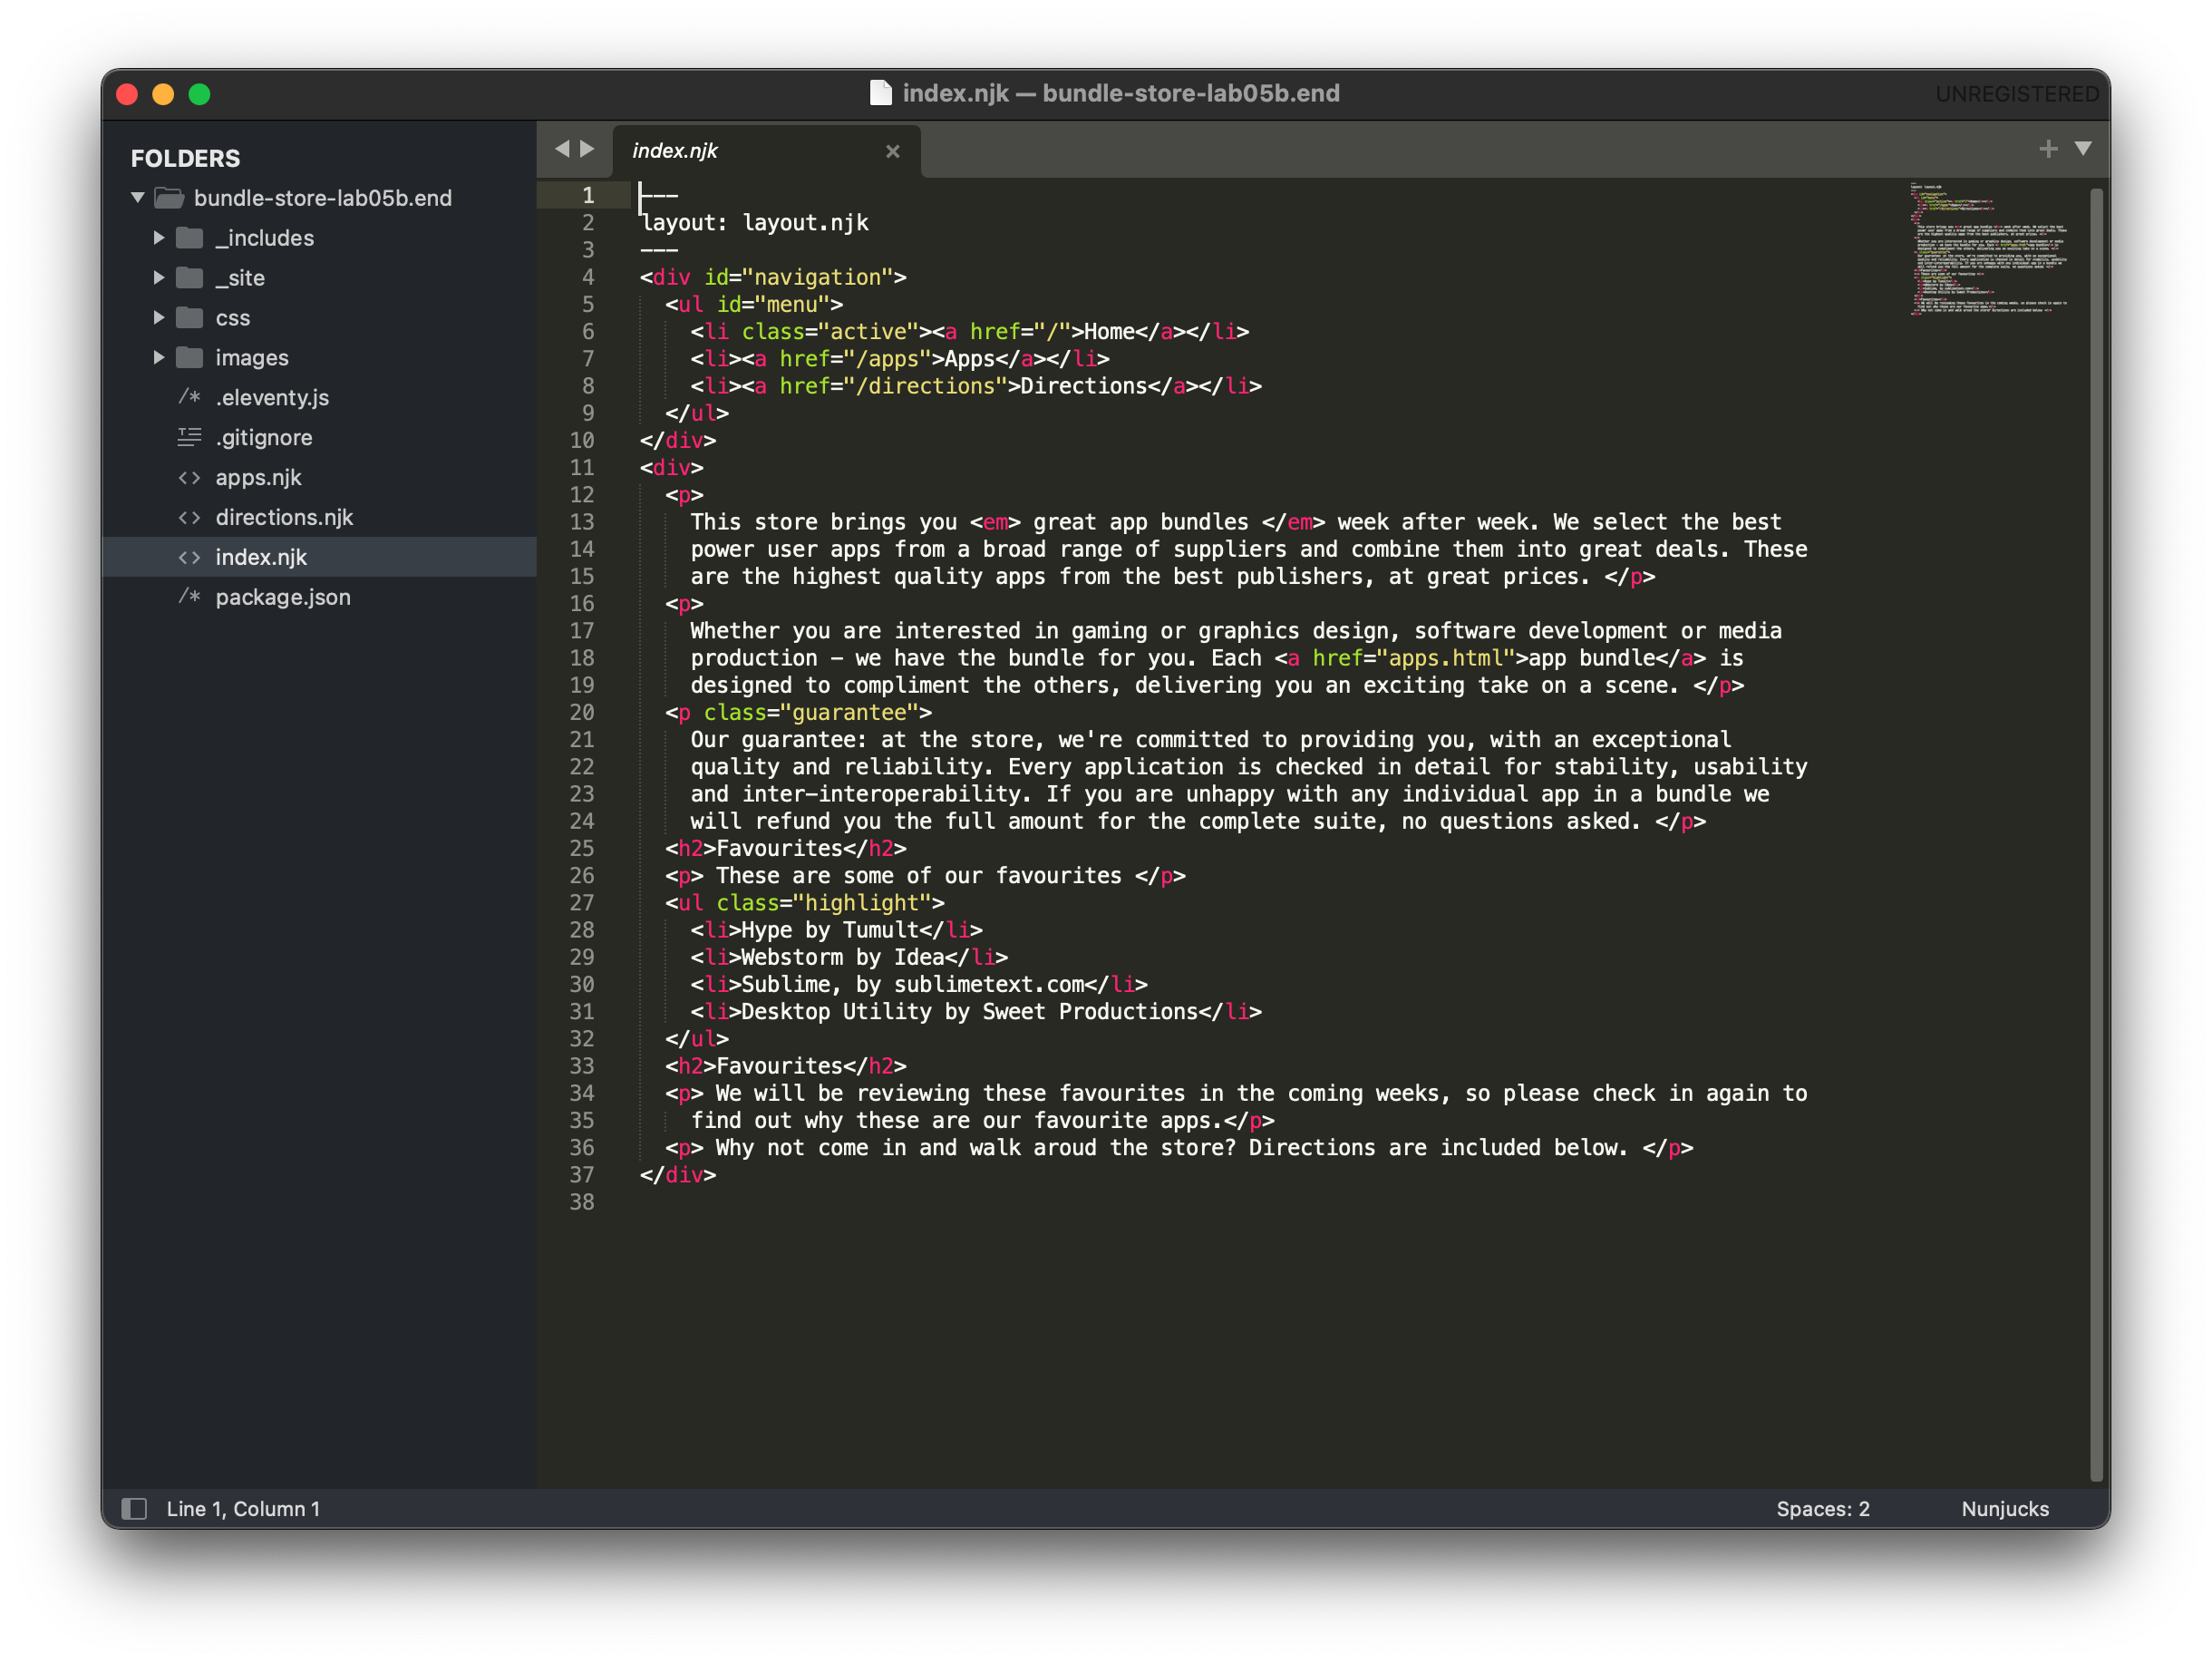 index.njk — bundle-store-lab05b.end
UNREGISTERED
FOLDERS
bundle-store-lab05b.end
_includes
_site
css
images
/* .eleventy.js
.gitignore
<> apps.njk
<> directions.njk
<> index.njk
/* package.json
index.njk
1 ---
2 layout: layout.njk
3 ---
4 <div id="navigation">
5 <ul id="menu">
6 <li class="active"><a href="/">Home</a></li>
7 <li><a href="/apps">Apps</a></li>
8 <li><a href="/directions">Directions</a></li>
9 </ul>
10 </div>
11 <div>
12 <p>
13 This store brings you <em> great app bundles </em> week after week. We select the best
14 power user apps from a broad range of suppliers and combine them into great deals. These
15 are the highest quality apps from the best publishers, at great prices. </p>
16 <p>
17 Whether you are interested in gaming or graphics design, software development or media
18 production - we have the bundle for you. Each <a href="apps.html">app bundle</a> is
19 designed to compliment the others, delivering you an exciting take on a scene. </p>
20 <p class="guarantee">
21 Our guarantee: at the store, we're committed to providing you, with an exceptional
22 quality and reliability. Every application is checked in detail for stability, usability
23 and inter-interoperability. If you are unhappy with any individual app in a bundle we
24 will refund you the full amount for the complete suite, no questions asked. </p>
25 <h2>Favourites</h2>
26 <p> These are some of our favourites </p>
27 <ul class="highlight">
28 <li>Hype by Tumult</li>
29 <li>Webstorm by Idea</li>
30 <li>Sublime, by sublimetext.com</li>
31 <li>Desktop Utility by Sweet Productions</li>
32 </ul>
33 <h2>Favourites</h2>
34 <p> We will be reviewing these favourites in the coming weeks, so please check in again to
35 find out why these are our favourite apps.</p>
36 <p> Why not come in and walk aroud the store? Directions are included below. </p>
37 </div>
38
Line 1, Column 1
Spaces: 2
Nunjucks